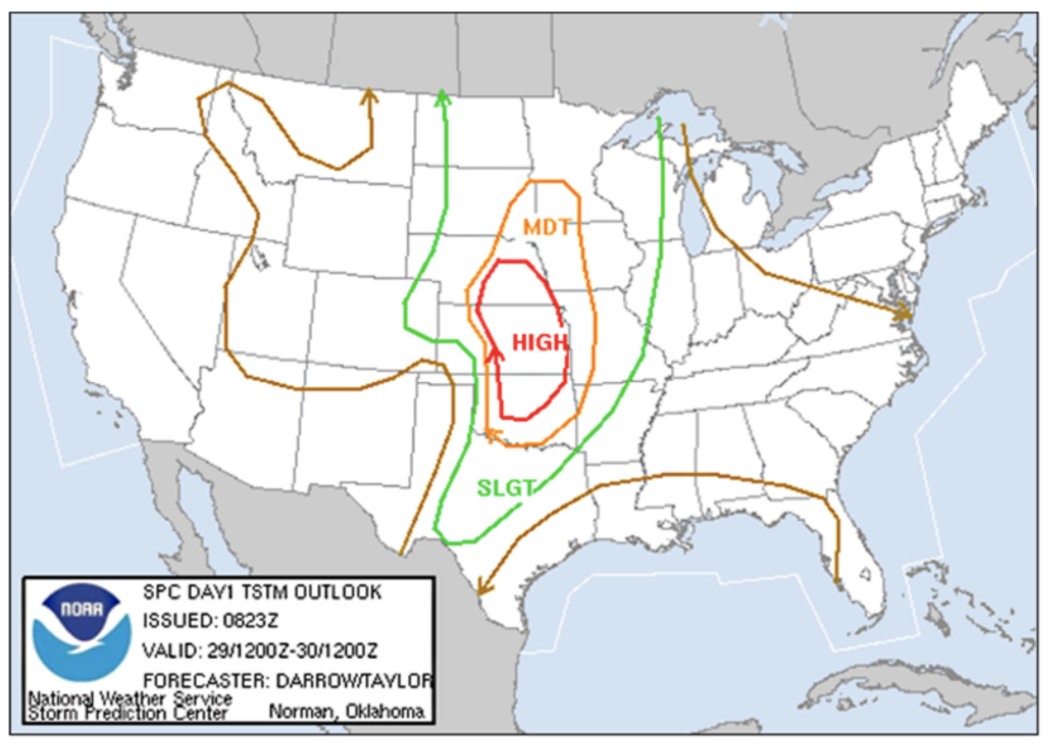 MDT
HIGH
SLGT
NOAA
SPC DAY1 TSTM OUTLOOK
ISSUED: 0823Z
VALID: 29/1200Z-30/1200Z
FORECASTER: DARROW/TAYLOR
National Weather Service
Storm Prediction Center Norman, Oklahoma